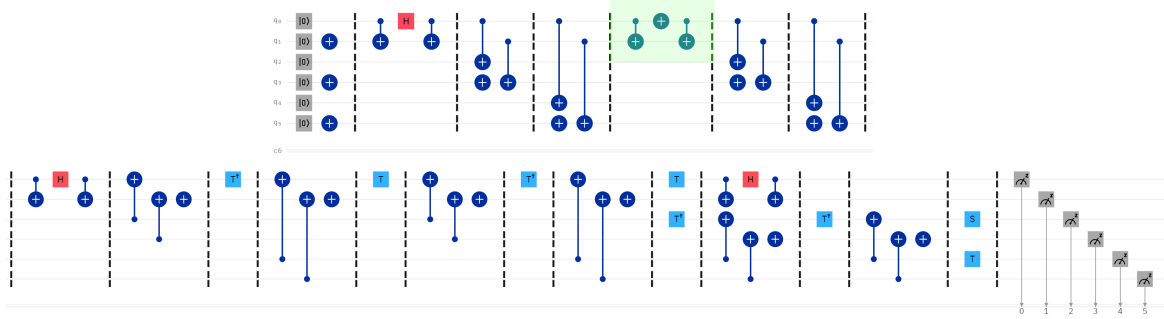 q₀ |0⟩ H
q₁ |0⟩
q₂ |0⟩
q₃ |0⟩
q₄ |0⟩
q₅ |0⟩
c6
H T† T T† T H z
T† T† S
T
z
z
z
z
z
0 1 2 3 4 5